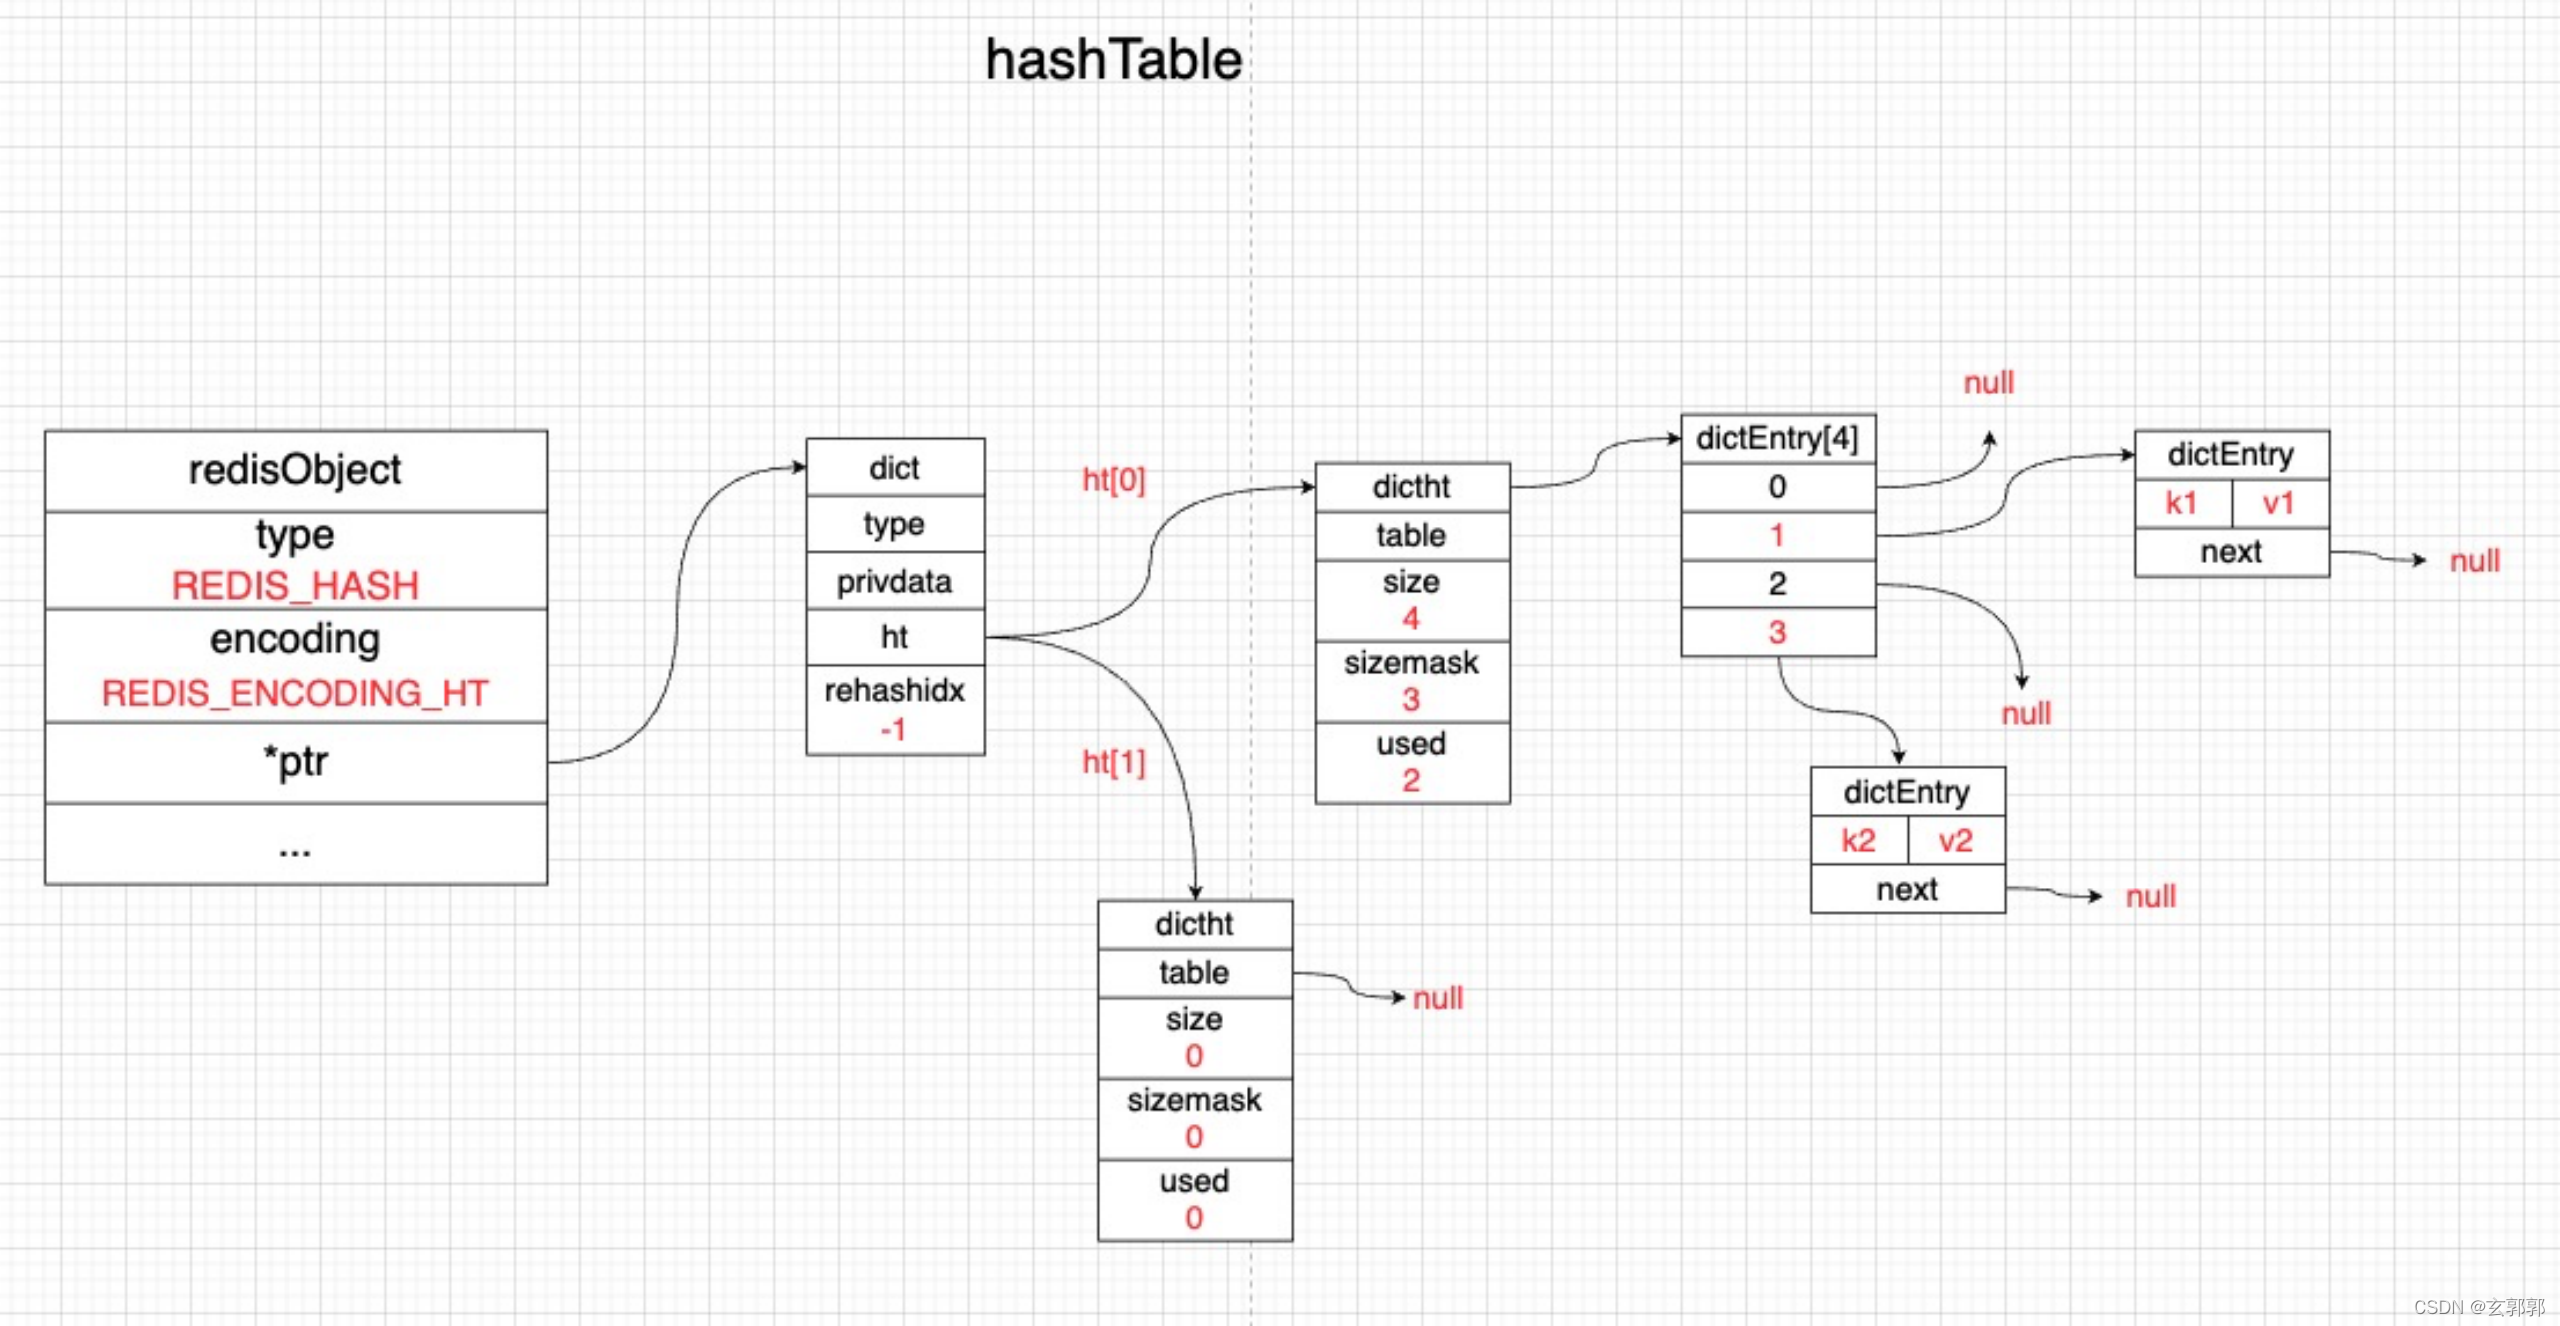 hashTable
redisObject
type
REDIS_HASH
encoding
REDIS_ENCODING_HT
*ptr
...
dict
type
privdata
ht
rehashidx
-1
ht[0]
ht[1]
dictht
table
size
4
sizemask
3
used
2
dictht
table
size
0
sizemask
0
used
0
null
dictEntry[4]
0
1
2
3
null
null
dictEntry
k1 v1
next
null
dictEntry
k2 v2
next
null
CSDN @玄郭郭